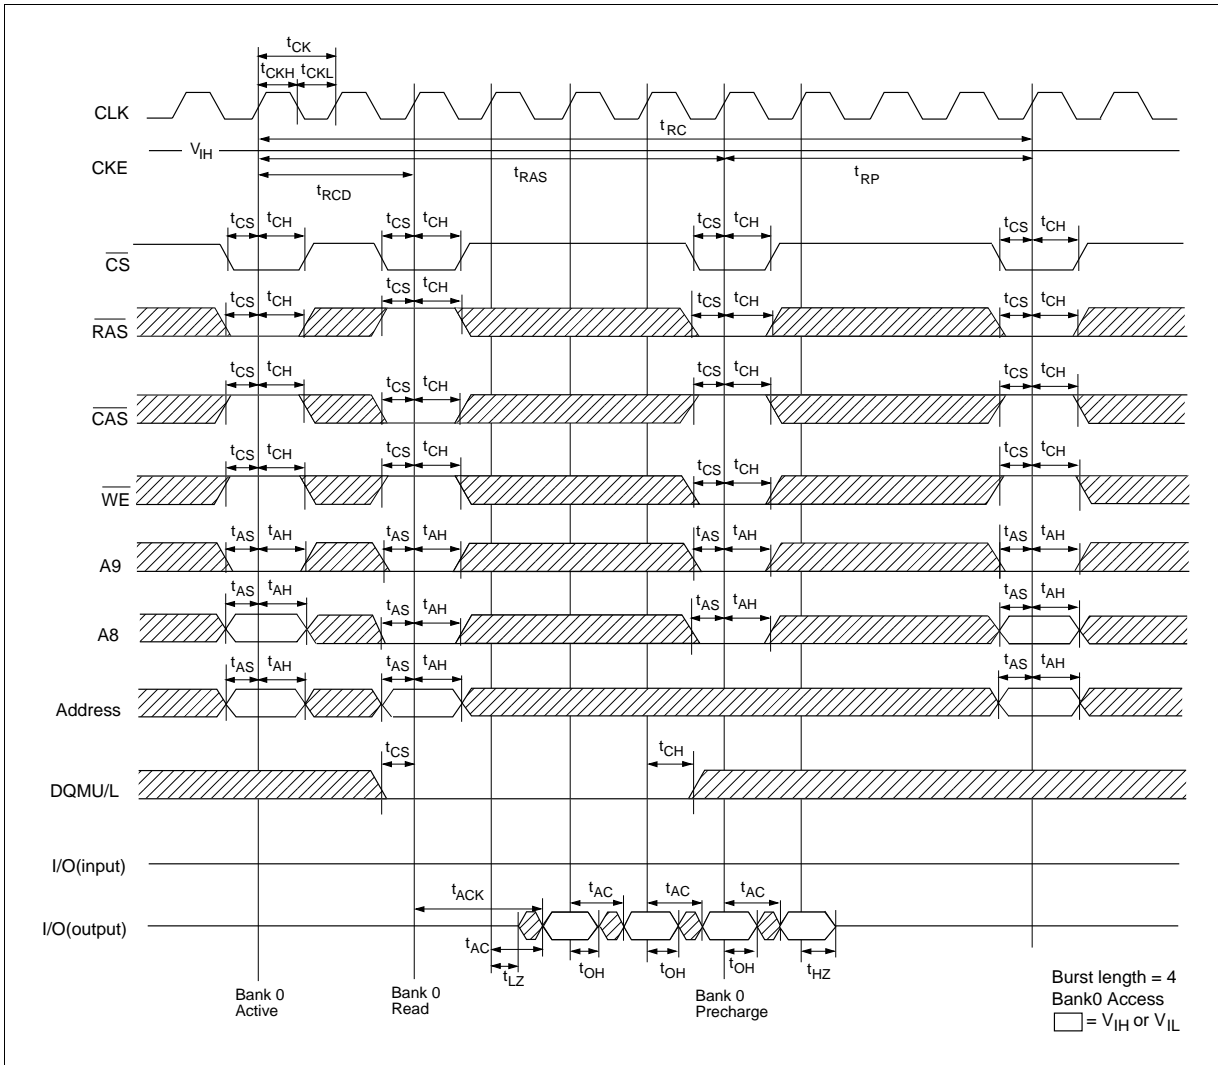 tCK
tCKH tCKL
CLK
tRC
VIH
CKE
tRAS tRP
tRCD
tCS tCH tCS tCH tCS tCH tCS tCH
CS
tCS tCH tCS tCH tCS tCH tCS tCH
RAS
tCS tCH tCS tCH tCS tCH tCS tCH
CAS
tCS tCH tCS tCH tCS tCH tCS tCH
WE
tAS tAH tAS tAH tAS tAH tAS tAH
A9
tAS tAH tAS tAH tAS tAH tAS tAH
A8
tAS tAH tAS tAH tAS tAH
Address
tCS tCH
DQMU/L
I/O(input)
tACK tAC tAC tAC
I/O(output)
tAC tOH tOH tOH tHZ
tLZ
Bank 0
Active
Bank 0
Read
Bank 0
Precharge
Burst length = 4
Bank0 Access
= VIH or VIL